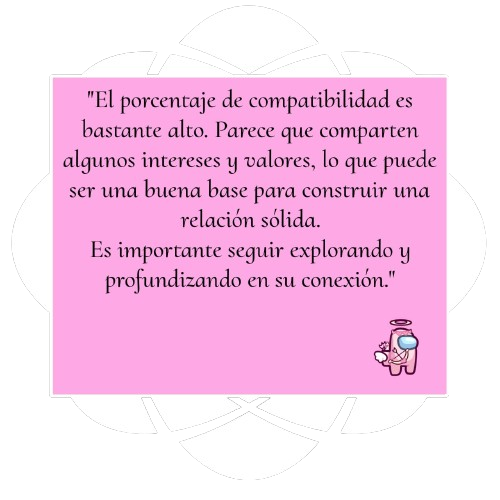 "El porcentaje de compatibilidad es
bastante alto. Parece que comparten
algunos intereses y valores, lo que puede
ser una buena base para construir una
relación sólida.
Es importante seguir explorando y
profundizando en su conexión."